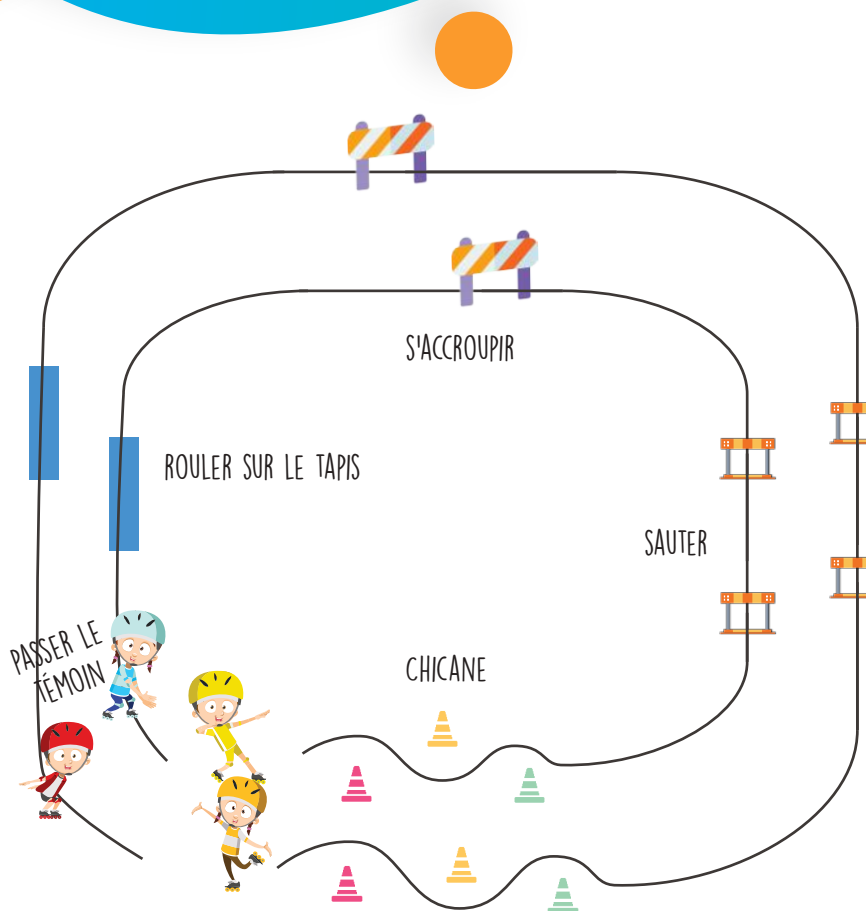 S'ACCROUPIR
ROULER SUR LE TAPIS
SAUTER
PASSER LE
TÉMOIN
CHICANE